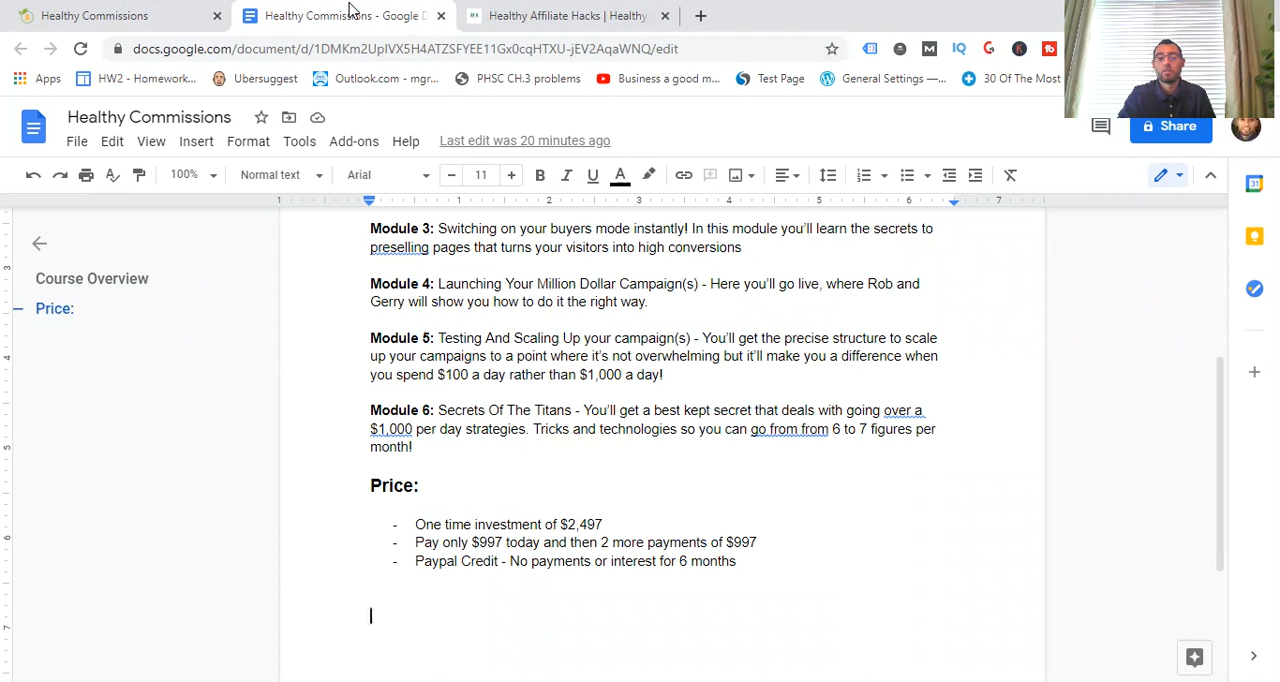 Healthy Commissions
Healthy Commissions - Google D
Healthy Affiliate Hacks | Healthy
docs.google.com/document/d/1DMKm2UpIVX5H4ATZSFYEE11Gx0cqHTXU-jEV2AqaWNQ/edit
Apps
HW2 - Homework...
Ubersuggest
Outlook.com - mgr...
PHSC CH.3 problems
Business a good m...
Test Page
General Settings —...
30 Of The Most
Healthy Commissions
File Edit View Insert Format Tools Add-ons Help
Last edit was 20 minutes ago
Share
100% Normal text Arial 11
1 1 2 3 4 5 6 7
Course Overview
Price:
Module 3: Switching on your buyers mode instantly! In this module you'll learn the secrets to
preselling pages that turns your visitors into high conversions
Module 4: Launching Your Million Dollar Campaign(s) - Here you'll go live, where Rob and
Gerry will show you how to do it the right way.
Module 5: Testing And Scaling Up your campaign(s) - You'll get the precise structure to scale
up your campaigns to a point where it's not overwhelming but it'll make you a difference when
you spend $100 a day rather than $1,000 a day!
Module 6: Secrets Of The Titans - You'll get a best kept secret that deals with going over a
$1,000 per day strategies. Tricks and technologies so you can go from from 6 to 7 figures per
month!
Price:
- One time investment of $2,497
- Pay only $997 today and then 2 more payments of $997
- Paypal Credit - No payments or interest for 6 months